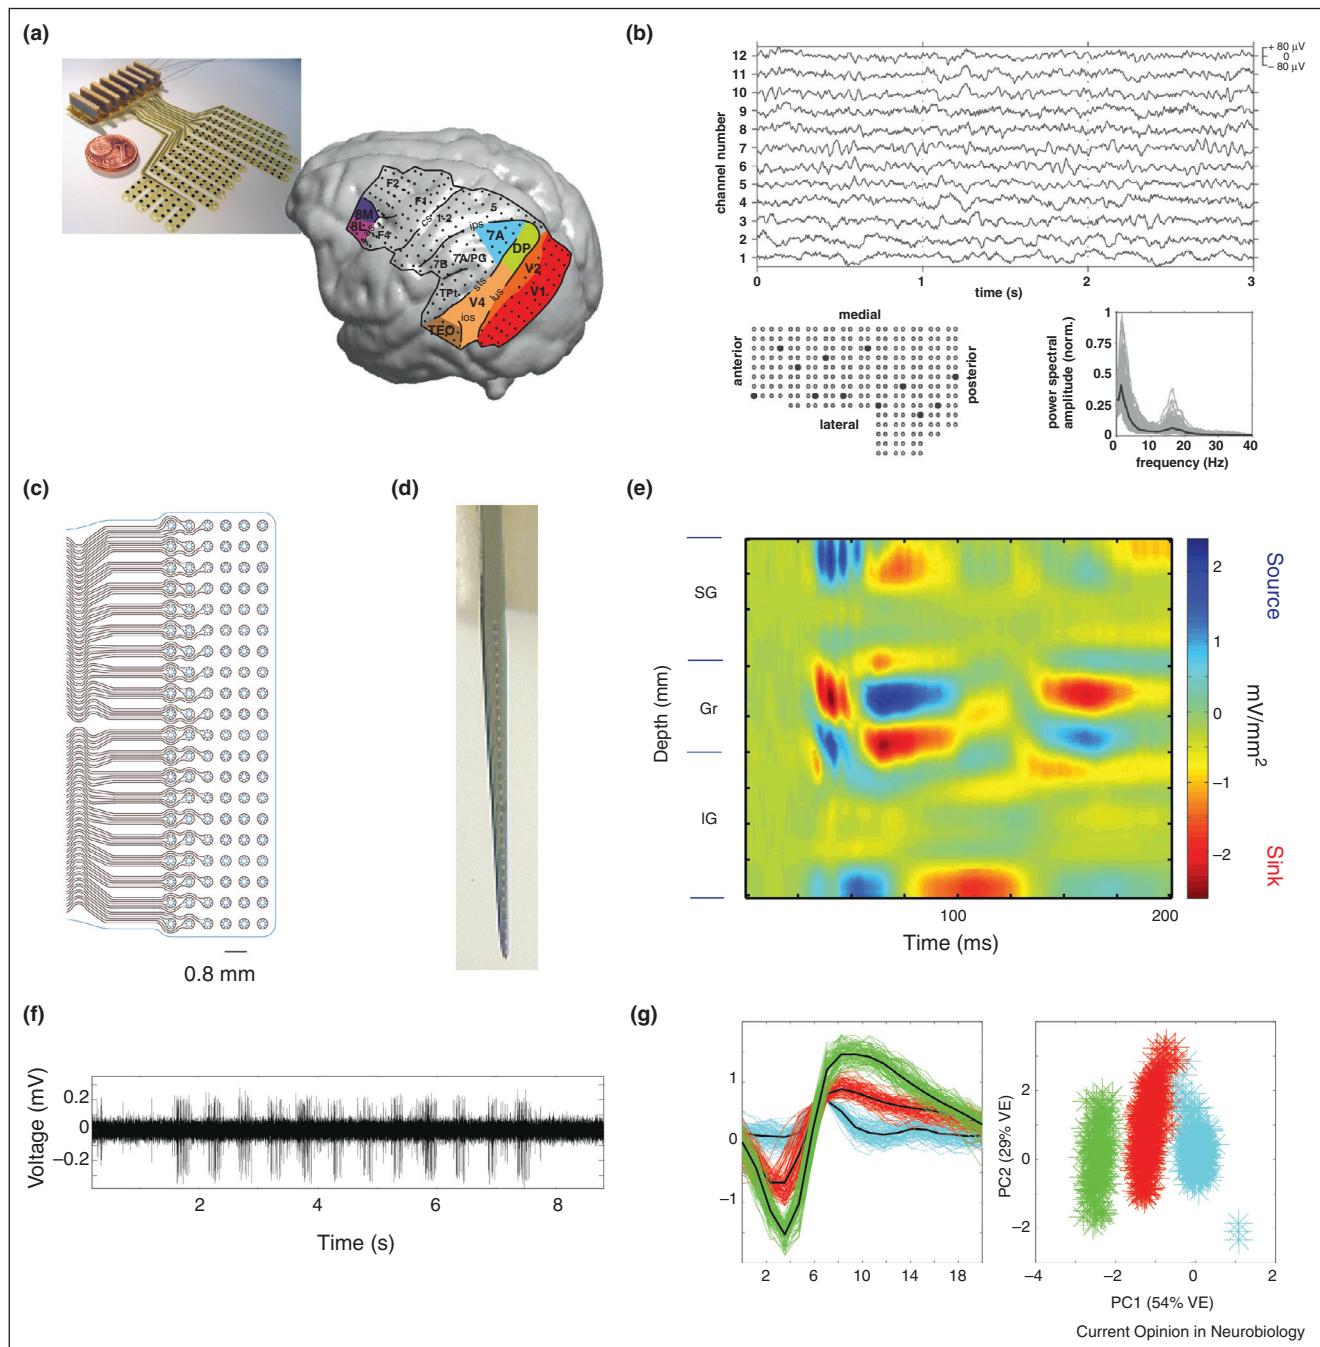 (a)
F2
F1
8M
8L
F4
cs
1-2
5
ips
7A
DP
7B
7A/PG
V2
sts
TPt
V4
lus
V1
ios
TEO
(b)
channel number
12
11
10
9
8
7
6
5
4
3
2
1
+ 80 µV
0
− 80 µV
0 1 2 3
time (s)
medial
anterior
posterior
lateral
power spectral
amplitude (norm.)
1
0.75
0.5
0.25
0
0 10 20 30 40
frequency (Hz)
(c)
0.8 mm
(d)
(e)
Depth (mm)
SG
Gr
IG
100 200
Time (ms)
2
1
0
−1
−2
Source
mV/mm²
Sink
(f)
Voltage (mV)
0.2
0
−0.2
2 4 6 8
Time (s)
(g)
1
0
−1
2 6 10 14 18
PC2 (29% VE)
2
0
−2
−4 −2 0 2
PC1 (54% VE)
Current Opinion in Neurobiology